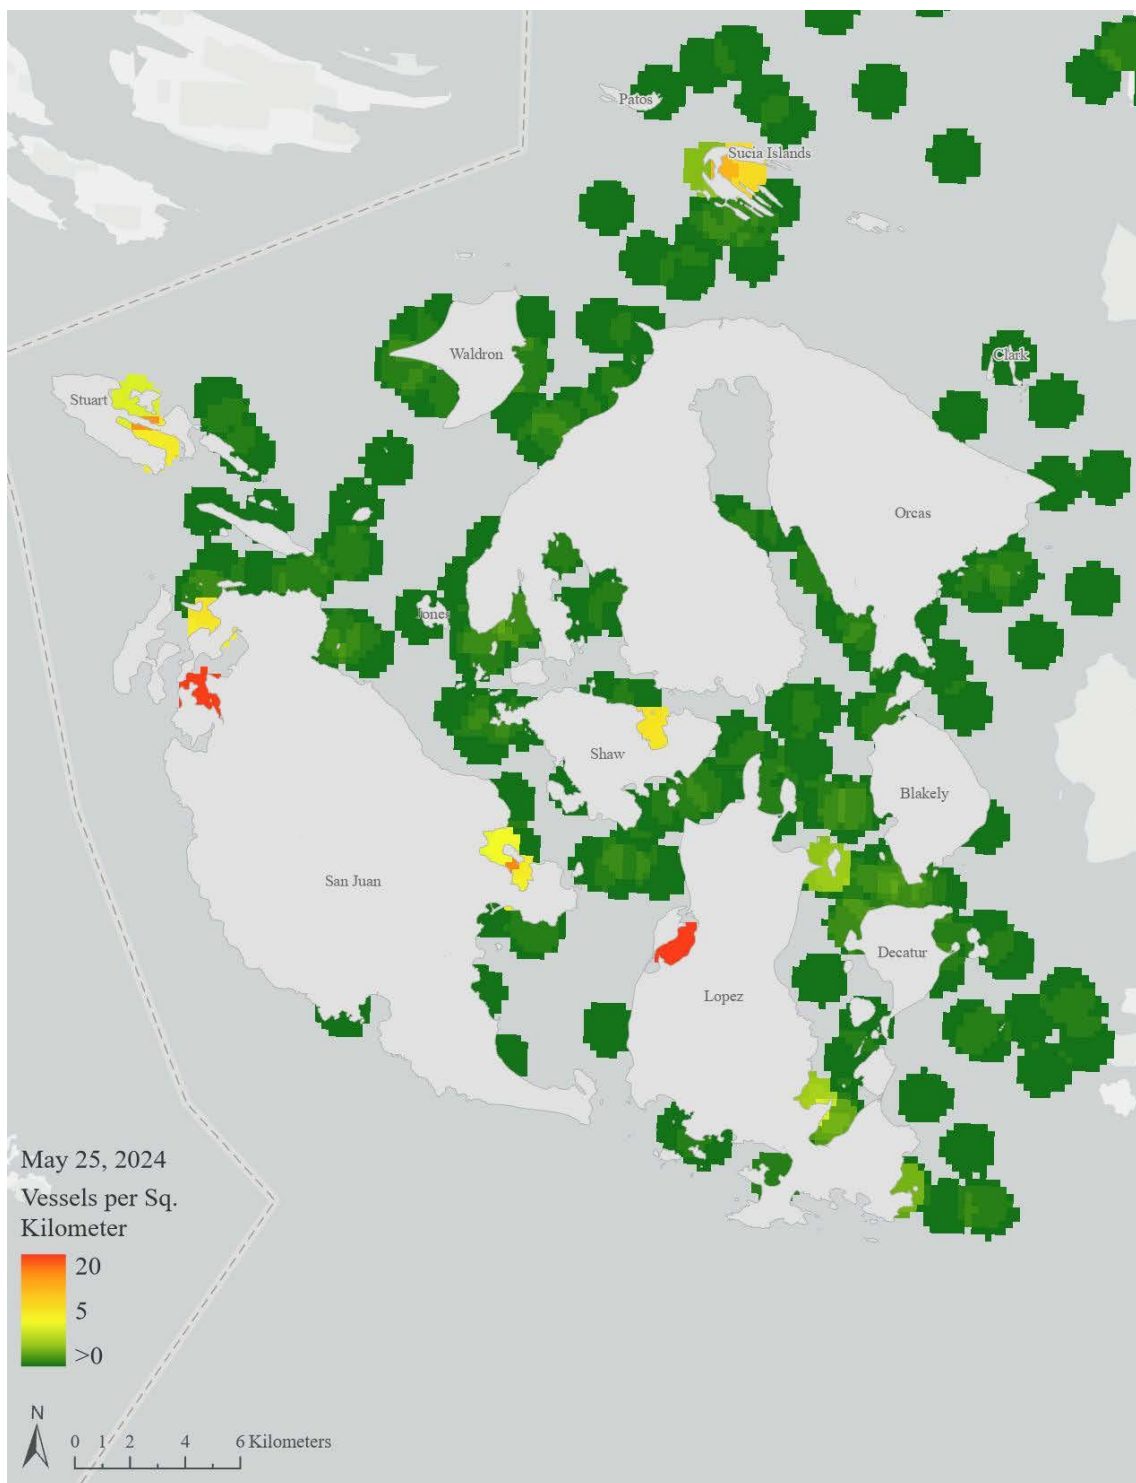 Patos
Sucia Islands
Waldron
Clark
Stuart
Orcas
Jones
Shaw
Blakely
San Juan
Decatur
Lopez
May 25, 2024
Vessels per Sq.
Kilometer
20
5
>0
N
0 1 2 4 6 Kilometers